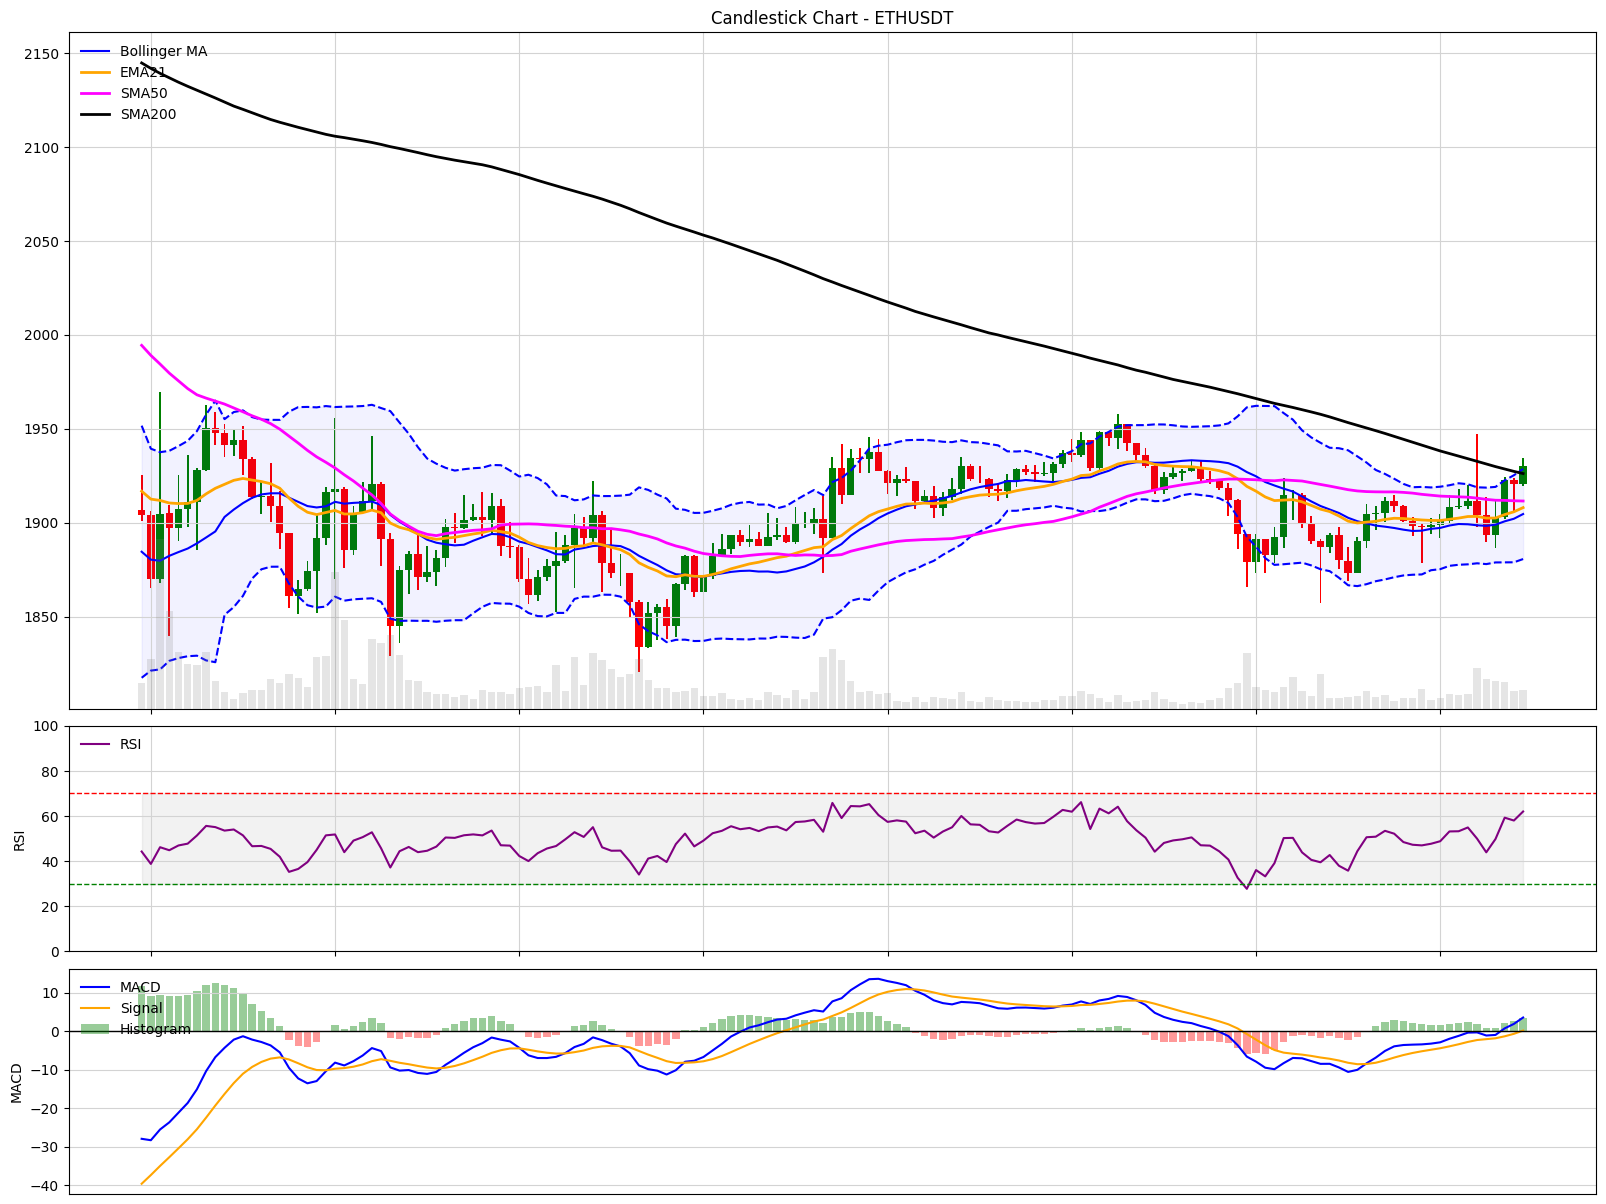 Candlestick Chart - ETHUSDT
Bollinger MA
EMA21
SMA50
SMA200
2150
2100
2050
2000
1950
1900
1850
RSI
RSI
100
80
60
40
20
0
MACD
Signal
Histogram
MACD
10
0
−10
−20
−30
−40